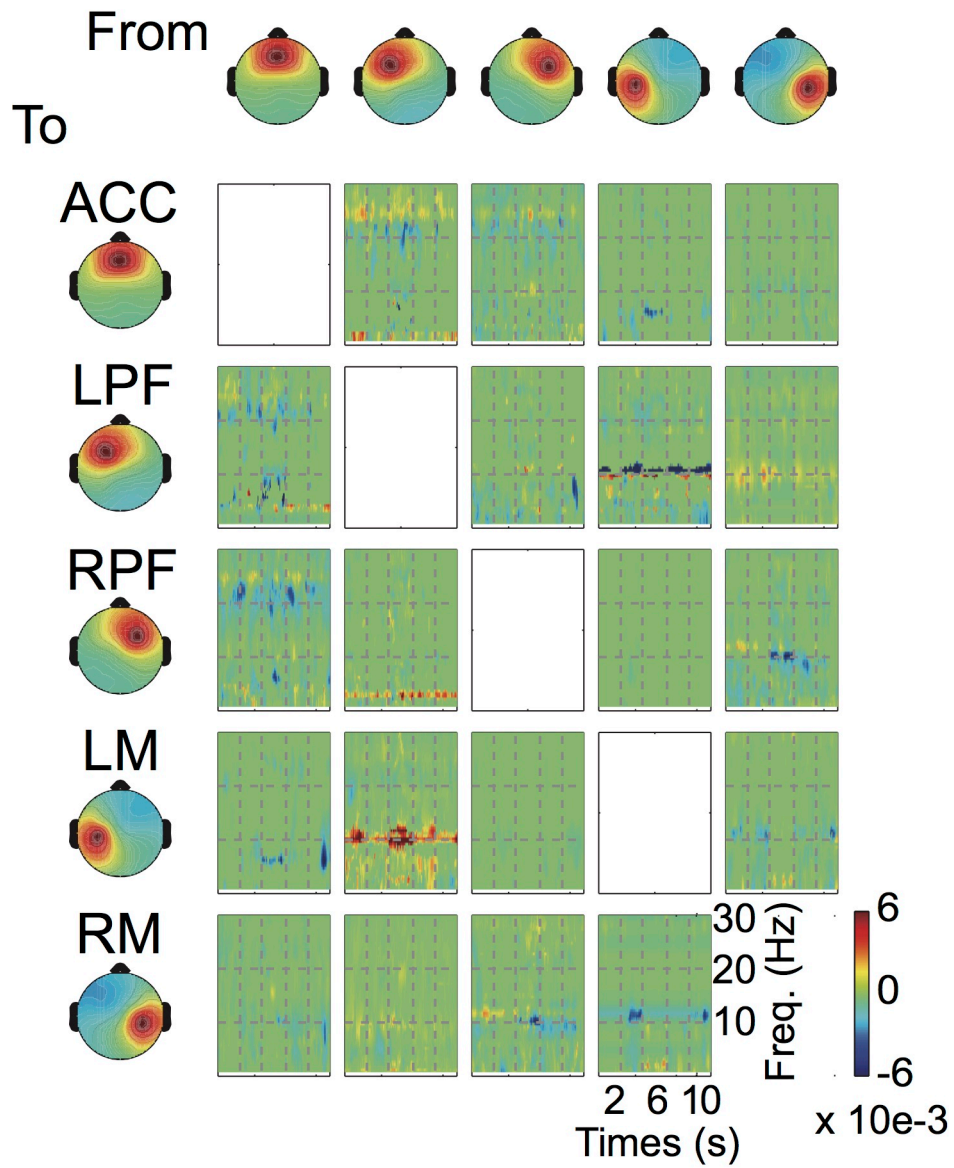 From
To
ACC
LPF
RPF
LM
RM
30
20
10
Freq. (Hz)
6
0
-6
x 10e-3
2 6 10
Times (s)